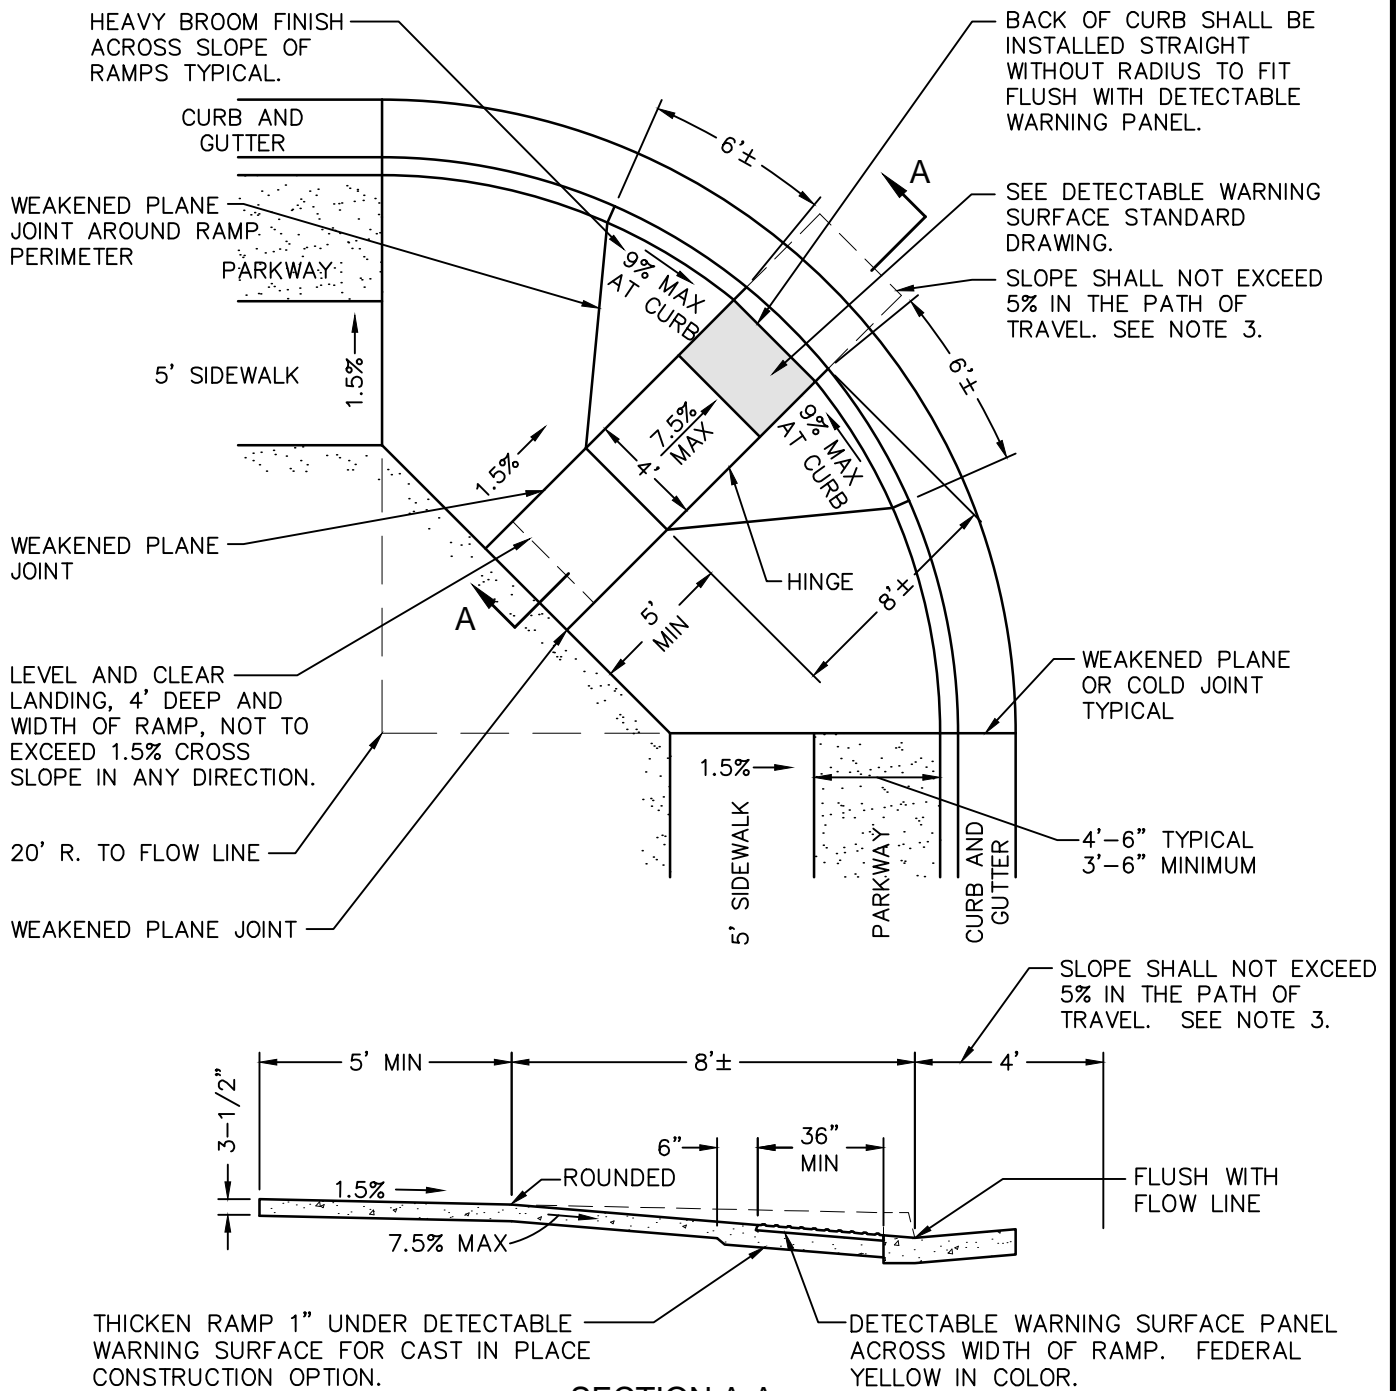 HEAVY BROOM FINISH
ACROSS SLOPE OF
RAMPS TYPICAL.
BACK OF CURB SHALL BE
INSTALLED STRAIGHT
WITHOUT RADIUS TO FIT
FLUSH WITH DETECTABLE
WARNING PANEL.
CURB AND
GUTTER
6'±
A
WEAKENED PLANE
JOINT AROUND RAMP
PERIMETER
PARKWAY
SEE DETECTABLE WARNING
SURFACE STANDARD
DRAWING.
SLOPE SHALL NOT EXCEED
5% IN THE PATH OF
TRAVEL. SEE NOTE 3.
9% MAX
AT CURB
5' SIDEWALK
1.5%
6'±
7.5%
MAX
4'
9% MAX
AT CURB
1.5%
WEAKENED PLANE
JOINT
HINGE
8'±
A
5'
MIN
LEVEL AND CLEAR
LANDING, 4' DEEP AND
WIDTH OF RAMP, NOT TO
EXCEED 1.5% CROSS
SLOPE IN ANY DIRECTION.
WEAKENED PLANE
OR COLD JOINT
TYPICAL
1.5%
20' R. TO FLOW LINE
4'-6" TYPICAL
3'-6" MINIMUM
5' SIDEWALK
PARKWAY
CURB AND
GUTTER
WEAKENED PLANE JOINT
SLOPE SHALL NOT EXCEED
5% IN THE PATH OF
TRAVEL. SEE NOTE 3.
5' MIN
8'±
4'
3-1/2"
6"
36"
MIN
ROUNDED
1.5%
7.5% MAX
FLUSH WITH
FLOW LINE
THICKEN RAMP 1" UNDER DETECTABLE
WARNING SURFACE FOR CAST IN PLACE
CONSTRUCTION OPTION.
DETECTABLE WARNING SURFACE PANEL
ACROSS WIDTH OF RAMP. FEDERAL
YELLOW IN COLOR.
SECTION A-A